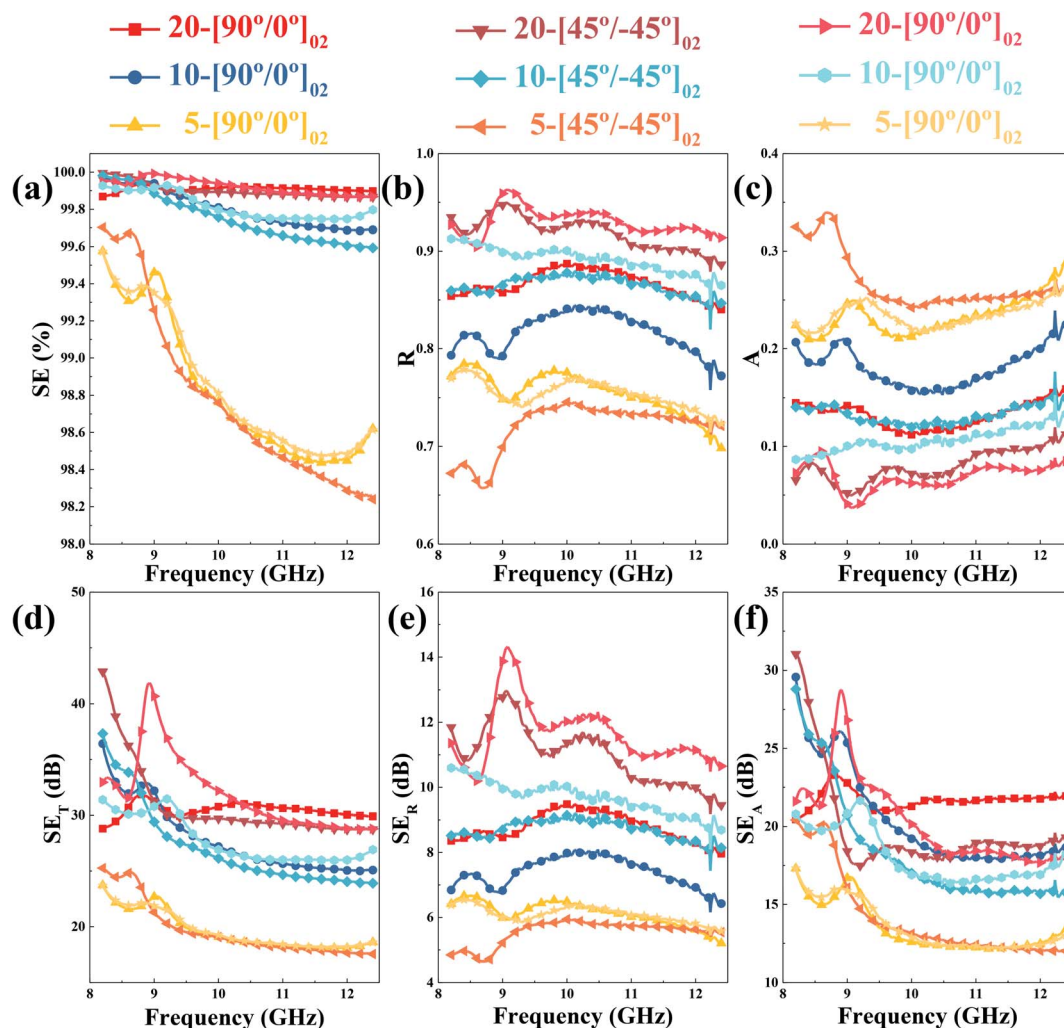 20-[90º/0º]02 20-[45º/-45º]02 20-[90º/0º]02
10-[90º/0º]02 10-[45º/-45º]02 10-[90º/0º]02
5-[90º/0º]02 5-[45º/-45º]02 5-[90º/0º]02
(a)
SE (%)
100.0
99.8
99.6
99.4
99.2
99.0
98.8
98.6
98.4
98.2
98.0
8 9 10 11 12
Frequency (GHz)
(b)
R
1.0
0.9
0.8
0.7
0.6
8 9 10 11 12
Frequency (GHz)
(c)
A
0.4
0.3
0.2
0.1
0.0
8 9 10 11 12
Frequency (GHz)
(d)
SET (dB)
50
40
30
20
8 9 10 11 12
Frequency (GHz)
(e)
SER (dB)
16
14
12
10
8
6
4
8 9 10 11 12
Frequency (GHz)
(f)
SEA (dB)
35
30
25
20
15
10
8 9 10 11 12
Frequency (GHz)